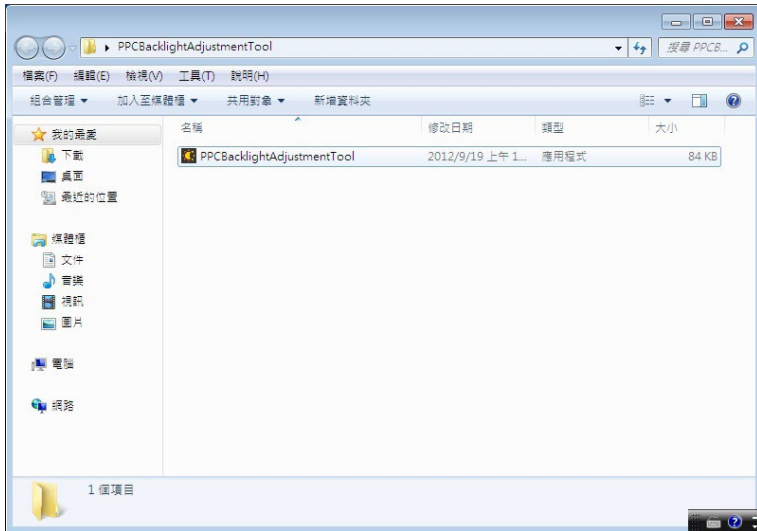 PPCBacklightAdjustmentTool
搜尋 PPCB...
檔案(F) 編輯(E) 檢視(V) 工具(T) 說明(H)
組合管理 加入至媒體櫃 共用對象 新增資料夾
名稱 修改日期 類型 大小
PPCBacklightAdjustmentTool 2012/9/19 上午 1... 應用程式 84 KB
我的最愛
下載
桌面
最近的位置
媒體櫃
文件
音樂
視訊
圖片
電腦
網路
1 個項目